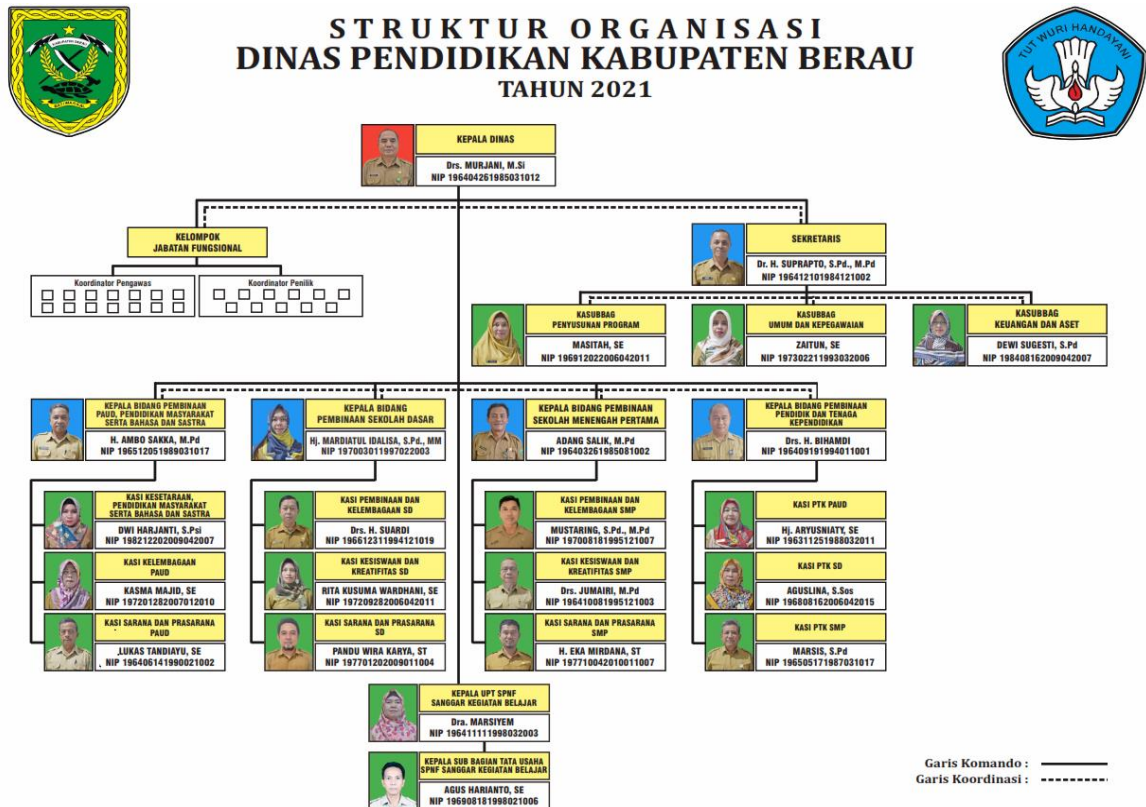 STRUKTUR ORGANISASI
DINAS PENDIDIKAN KABUPATEN BERAU
TAHUN 2021
TUT WURI HANDAYANI
KEPALA DINAS
Drs. MURJANI, M.Si
NIP 196404261985031012
KELOMPOK
JABATAN FUNGSIONAL
Koordinator Pengawas
Koordinator Penilik
SEKRETARIS
Dr. H. SUPRAPTO, S.Pd., M.Pd
NIP 196412101984121002
KASUBBAG
PENYUSUNAN PROGRAM
MASITAH, SE
NIP 196912022006042011
KASUBBAG
UMUM DAN KEPEGAWAIAN
ZAITUN, SE
NIP 197302211993032006
KASUBBAG
KEUANGAN DAN ASET
DEWI SUGESTI, S.Pd
NIP 198408162009042007
KEPALA BIDANG PEMBINAAN
PAUD, PENDIDIKAN MASYARAKAT
SERTA BAHASA DAN SASTRA
H. AMBO SAKKA, M.Pd
NIP 196512051989031017
KEPALA BIDANG
PEMBINAAN SEKOLAH DASAR
Hj. MARDIATUL IDALISA, S.Pd., MM
NIP 197003011997022003
KEPALA BIDANG PEMBINAAN
SEKOLAH MENENGAH PERTAMA
ADANG SALIK, M.Pd
NIP 196403261985081002
KEPALA BIDANG PEMBINAAN
PENDIDIK DAN TENAGA
KEPENDIDIKAN
Drs. H. BIHAMDI
NIP 196409191994011001
KASI KESETARAAN,
PENDIDIKAN MASYARAKAT
SERTA BAHASA DAN SASTRA
DWI HARJANTI, S.Psi
NIP 198212202009042007
KASI KELEMBAGAAN
PAUD
KASMA MAJID, SE
NIP 197201282007012010
KASI SARANA DAN PRASARANA
PAUD
LUKAS TANDIAYU, SE
NIP 196406141990021002
KASI PEMBINAAN DAN
KELEMBAGAAN SD
Drs. H. SUARDI
NIP 196612311994121019
KASI KESISWAAN DAN
KREATIFITAS SD
RITA KUSUMA WARDHANI, SE
NIP 197209282006042011
KASI SARANA DAN PRASARANA
SD
PANDU WIRA KARYA, ST
NIP 197701202009011004
KASI PEMBINAAN DAN
KELEMBAGAAN SMP
MUSTARING, S.Pd., M.Pd
NIP 197008181995121007
KASI KESISWAAN DAN
KREATIFITAS SMP
Drs. JUMAIRI, M.Pd
NIP 196410081995121003
KASI SARANA DAN PRASARANA
SMP
H. EKA MIRDANA, ST
NIP 197710042010011007
KASI PTK PAUD
Hj. ARYUSNIATY, SE
NIP 196311251988032011
KASI PTK SD
AGUSLINA, S.Sos
NIP 196808162006042015
KASI PTK SMP
MARSIS, S.Pd
NIP 196505171987031017
KEPALA UPT SPNF
SANGGAR KEGIATAN BELAJAR
Dra. MARSIYEM
NIP 196411111998032003
KEPALA SUB BAGIAN TATA USAHA
SPNF SANGGAR KEGIATAN BELAJAR
AGUS HARIANTO, SE
NIP 196908181998021006
Garis Komando :
Garis Koordinasi :